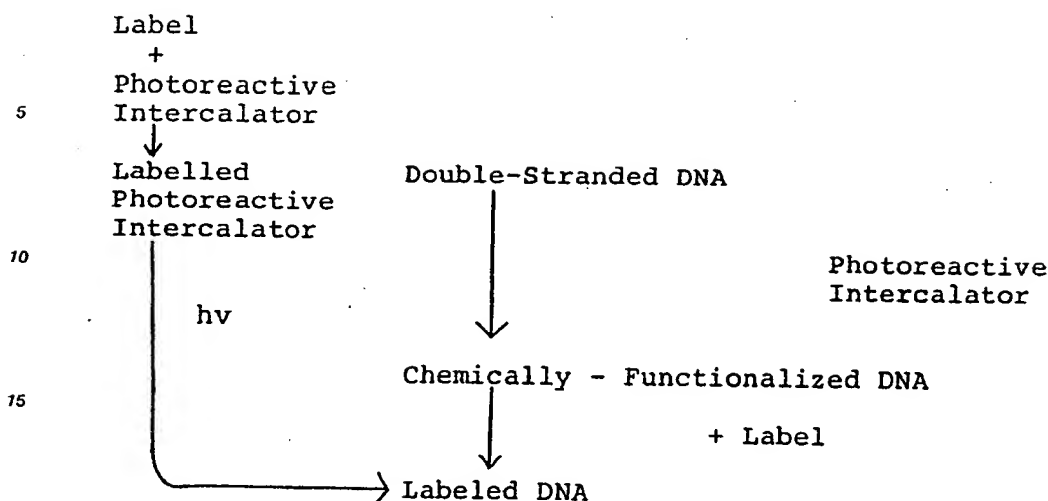 Label
+
Photoreactive
5 Intercalator
Labelled Double-Stranded DNA
Photoreactive
Intercalator
10 Photoreactive
Intercalator
hv
Chemically - Functionalized DNA
15
+ Label
Labeled DNA